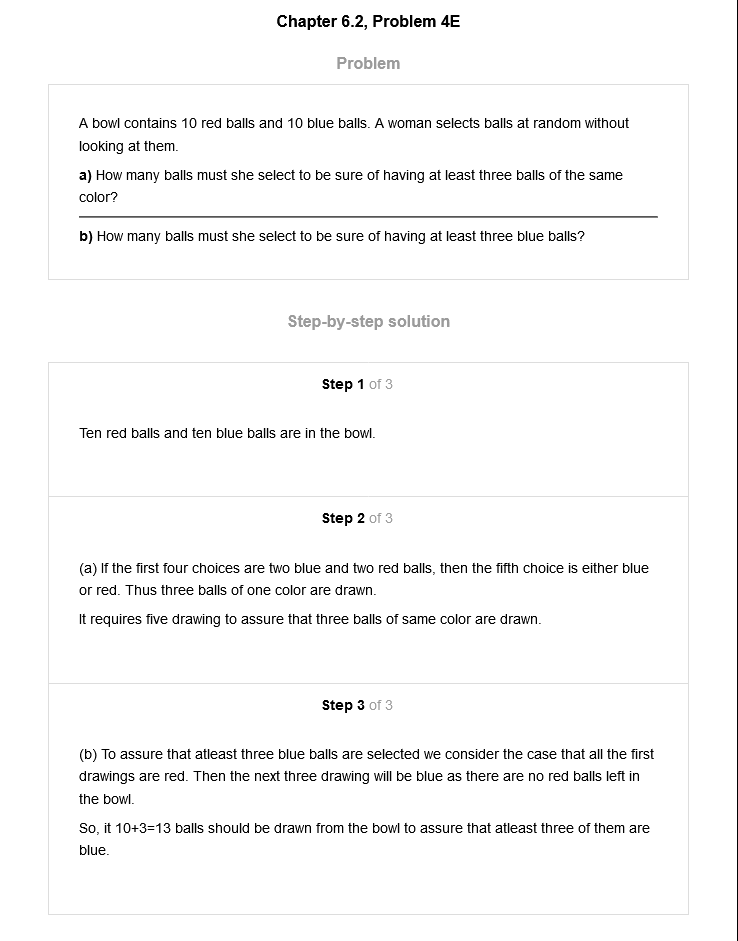 Chapter 6.2, Problem 4E
Problem
A bowl contains 10 red balls and 10 blue balls. A woman selects balls at random without
looking at them.
a) How many balls must she select to be sure of having at least three balls of the same
color?
b) How many balls must she select to be sure of having at least three blue balls?
Step-by-step solution
Step 1 of 3
Ten red balls and ten blue balls are in the bowl.
Step 2 of 3
(a) If the first four choices are two blue and two red balls, then the fifth choice is either blue
or red. Thus three balls of one color are drawn.
It requires five drawing to assure that three balls of same color are drawn.
Step 3 of 3
(b) To assure that atleast three blue balls are selected we consider the case that all the first
drawings are red. Then the next three drawing will be blue as there are no red balls left in
the bowl.
So, it 10+3=13 balls should be drawn from the bowl to assure that atleast three of them are
blue.